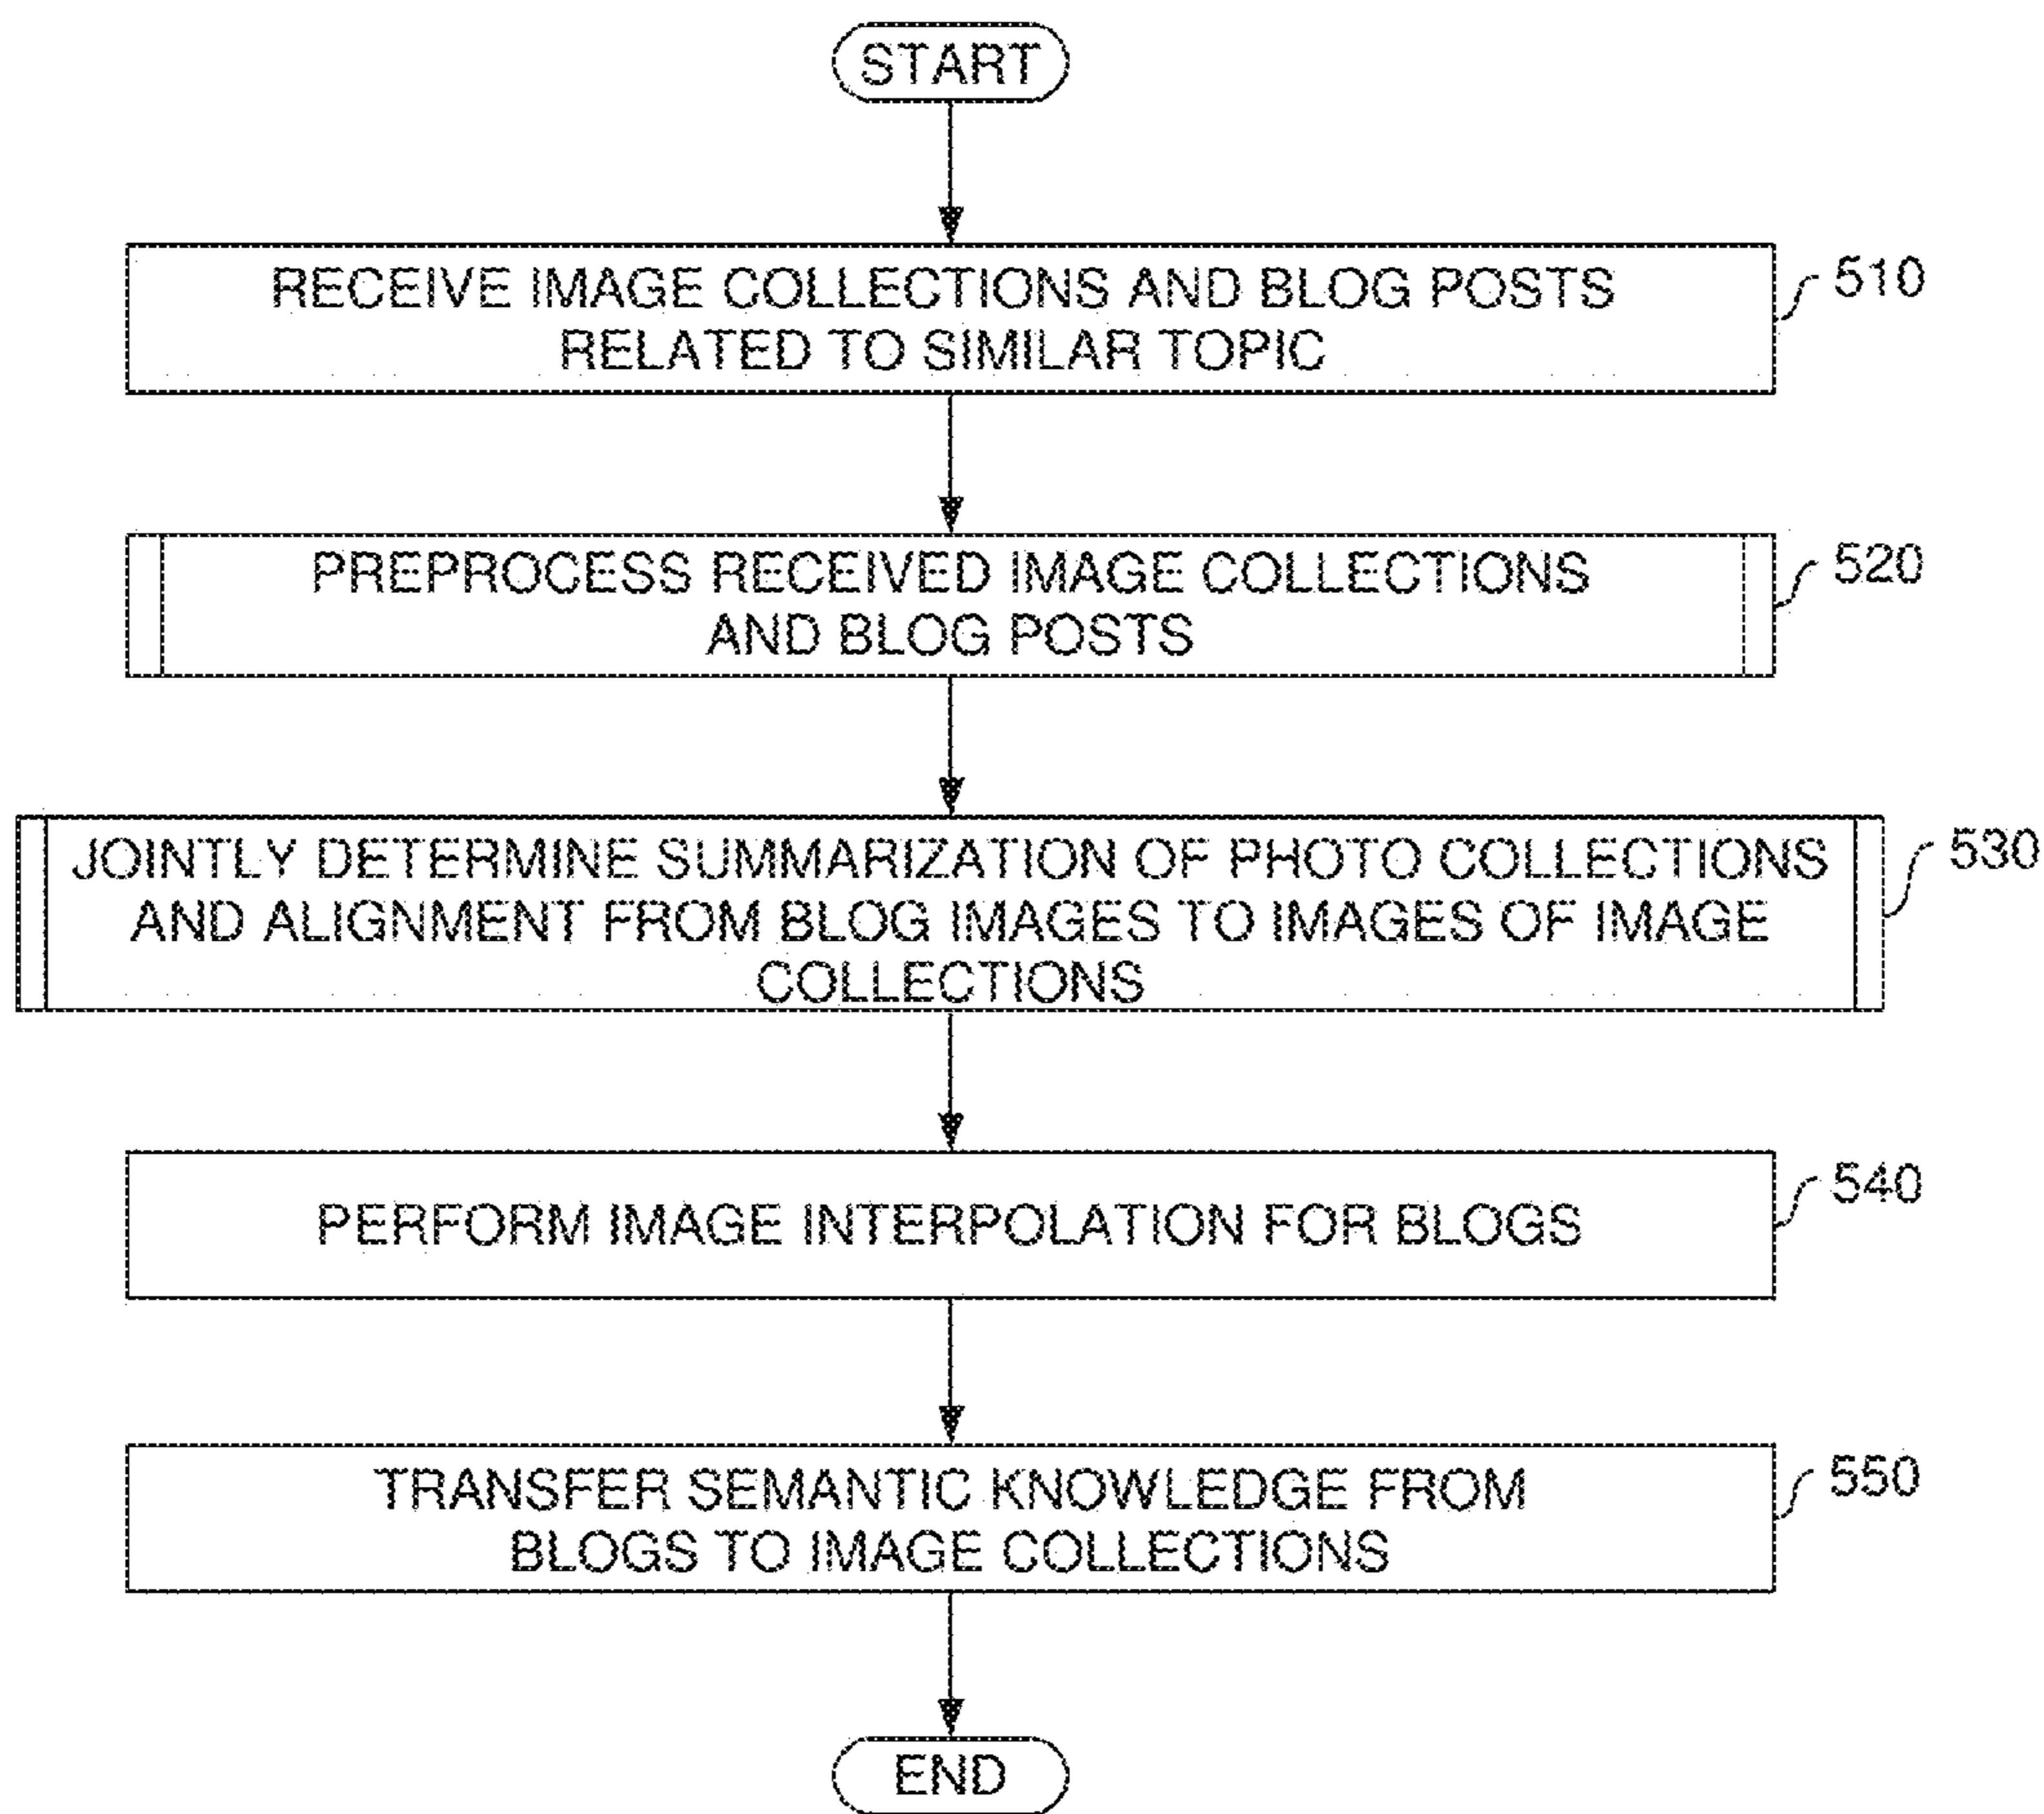 START
RECEIVE IMAGE COLLECTIONS AND BLOG POSTS
RELATED TO SIMILAR TOPIC
510
PREPROCESS RECEIVED IMAGE COLLECTIONS
AND BLOG POSTS
520
JOINTLY DETERMINE SUMMARIZATION OF PHOTO COLLECTIONS
AND ALIGNMENT FROM BLOG IMAGES TO IMAGES OF IMAGE
COLLECTIONS
530
PERFORM IMAGE INTERPOLATION FOR BLOGS
540
TRANSFER SEMANTIC KNOWLEDGE FROM
BLOGS TO IMAGE COLLECTIONS
550
END